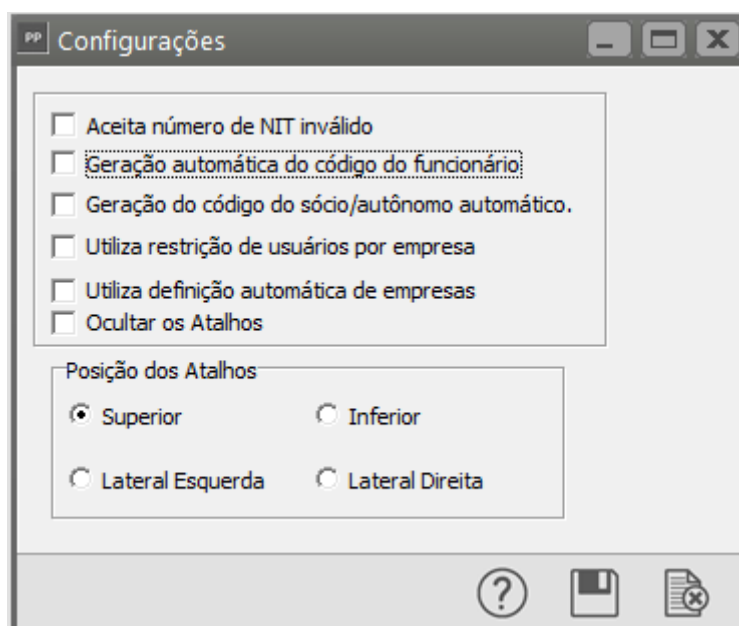 PP Configurações
Aceita número de NIT inválido
Geração automática do código do funcionário
Geração do código do sócio/autônomo automático.
Utiliza restrição de usuários por empresa
Utiliza definição automática de empresas
Ocultar os Atalhos
Posição dos Atalhos
Superior Inferior
Lateral Esquerda Lateral Direita
?